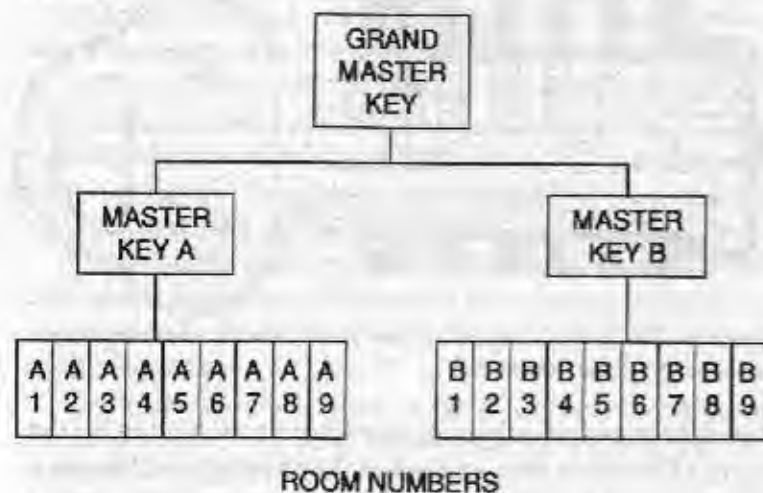 GRAND
MASTER
KEY
MASTER
KEY A
MASTER
KEY B
A A A A A A A A A
1 2 3 4 5 6 7 8 9
B B B B B B B B B
1 2 3 4 5 6 7 8 9
ROOM NUMBERS